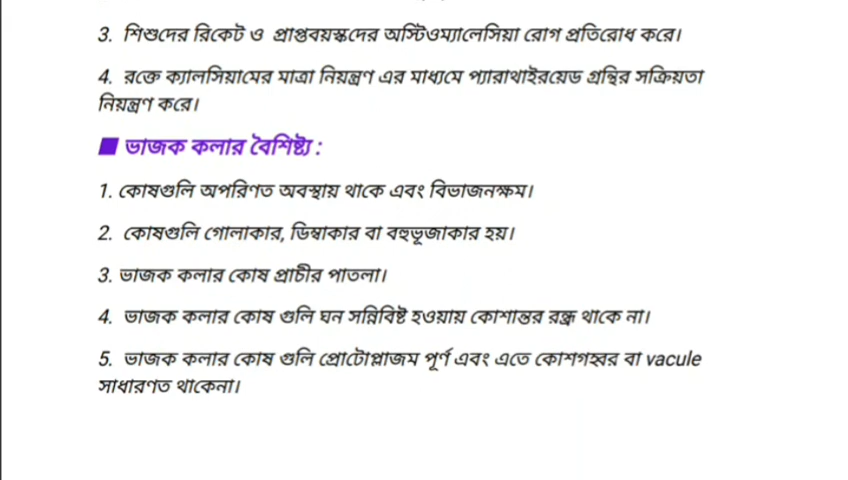 3. শিশুদের রিকেট ও প্রাপ্তবয়স্কদের অস্টিওম্যালেসিয়া রোগ প্রতিরোধ করে।
4. রক্তে ক্যালসিয়ামের মাত্রা নিয়ন্ত্রণ এর মাধ্যমে প্যারাথাইরয়েড গ্রন্থির সক্রিয়তা
নিয়ন্ত্রণ করে।
■ ভাজক কলার বৈশিষ্ট্য :
1. কোষগুলি অপরিণত অবস্থায় থাকে এবং বিভাজনক্ষম।
2. কোষগুলি গোলাকার, ডিম্বাকার বা বহুভূজাকার হয়।
3. ভাজক কলার কোষ প্রাচীর পাতলা।
4. ভাজক কলার কোষ গুলি ঘন সন্নিবিষ্ট হওয়ায় কোশান্তর রন্ধ্র থাকে না।
5. ভাজক কলার কোষ গুলি প্রোটোপ্লাজম পূর্ণ এবং এতে কোশগহ্বর বা vacule
সাধারণত থাকেনা।